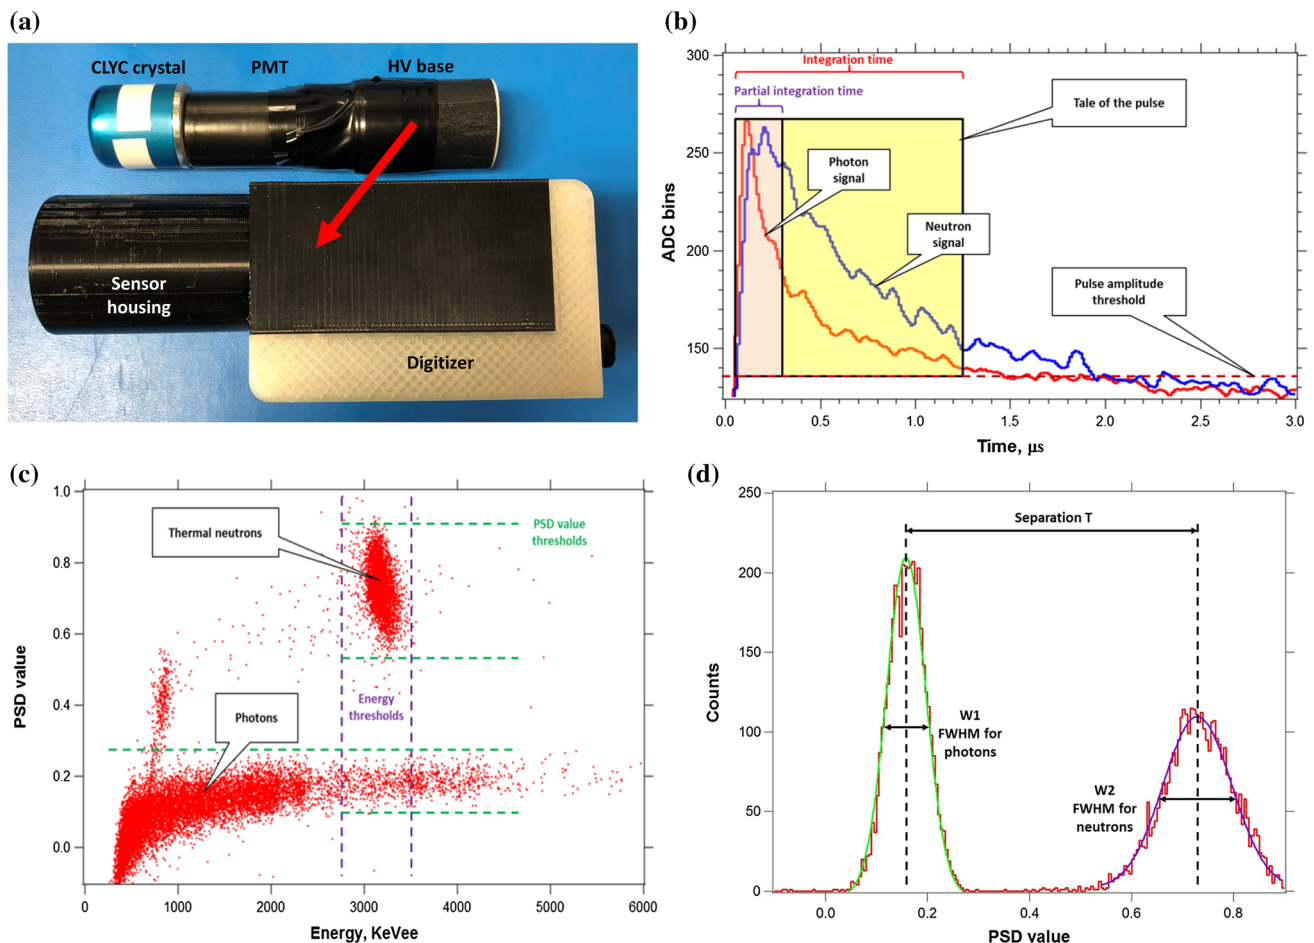 (a)
CLYC crystal
PMT
HV base
Sensor
housing
Digitizer
(b)
300
250
200
150
ADC bins
Integration time
Partial integration time
Tale of the pulse
Photon
signal
Neutron
signal
Pulse amplitude
threshold
0.0
0.5
1.0
1.5
2.0
2.5
3.0
Time, μs
(c)
1.0
0.8
0.6
0.4
0.2
0.0
PSD value
Thermal neutrons
PSD value
thresholds
Energy
thresholds
Photons
0
1000
2000
3000
4000
5000
6000
Energy, KeVee
(d)
250
200
150
100
50
0
Counts
Separation T
W1
FWHM for
photons
W2
FWHM for
neutrons
0.0
0.2
0.4
0.6
0.8
PSD value